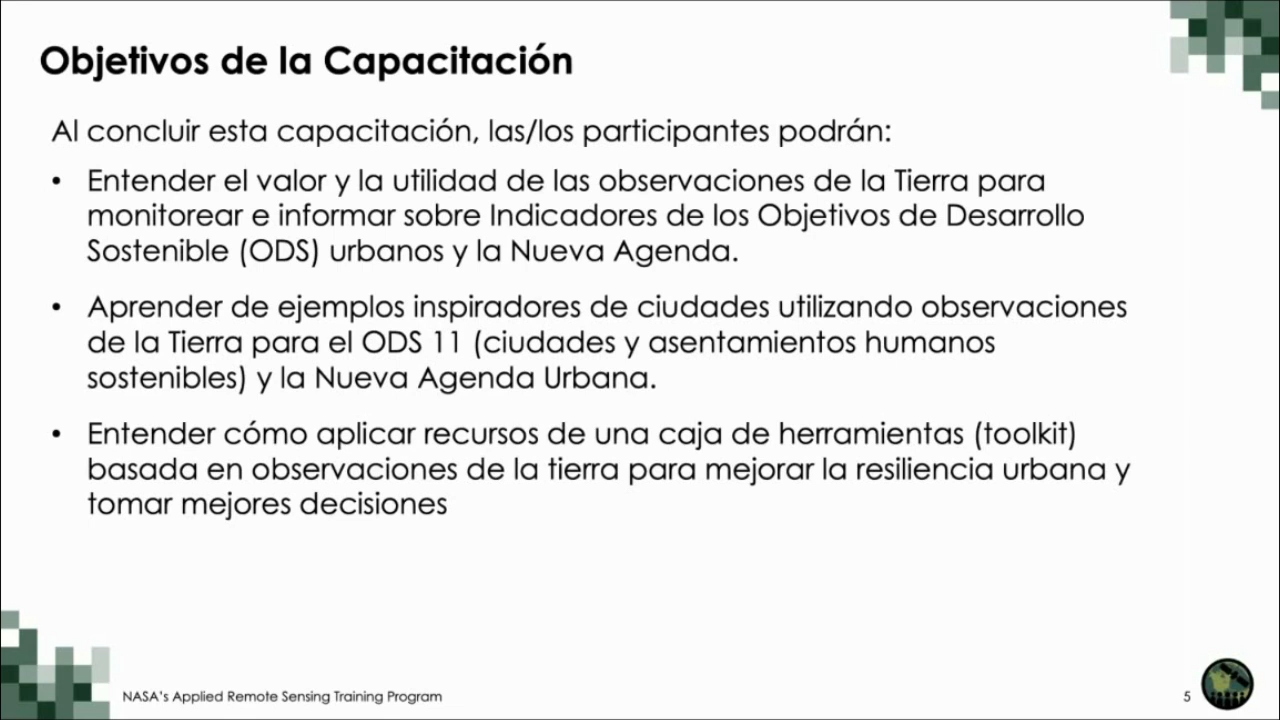 Objetivos de la Capacitación
Al concluir esta capacitación, las/los participantes podrán:
• Entender el valor y la utilidad de las observaciones de la Tierra para
monitorear e informar sobre Indicadores de los Objetivos de Desarrollo
Sostenible (ODS) urbanos y la Nueva Agenda.
• Aprender de ejemplos inspiradores de ciudades utilizando observaciones
de la Tierra para el ODS 11 (ciudades y asentamientos humanos
sostenibles) y la Nueva Agenda Urbana.
• Entender cómo aplicar recursos de una caja de herramientas (toolkit)
basada en observaciones de la tierra para mejorar la resiliencia urbana y
tomar mejores decisiones
NASA's Applied Remote Sensing Training Program
5